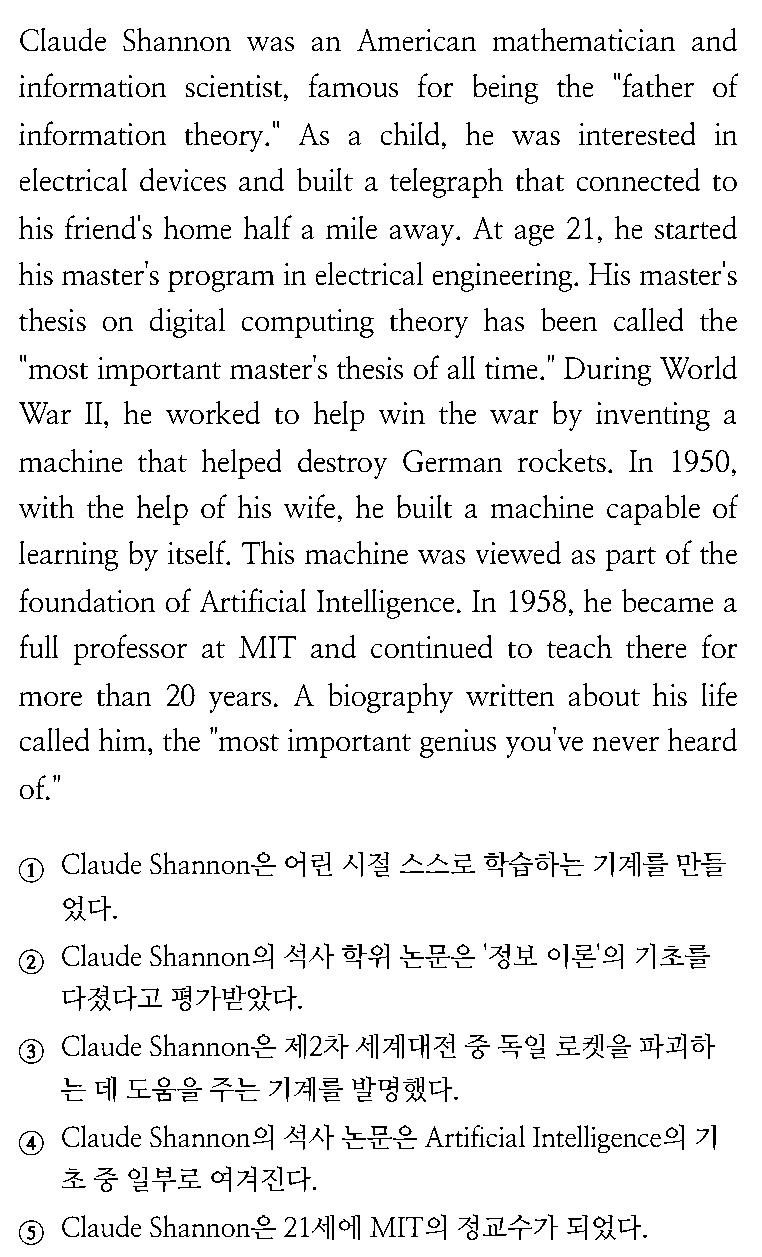 Claude Shannon was an American mathematician and
information scientist, famous for being the "father of
information theory." As a child, he was interested in
electrical devices and built a telegraph that connected to
his friend's home half a mile away. At age 21, he started
his master's program in electrical engineering. His master's
thesis on digital computing theory has been called the
"most important master's thesis of all time." During World
War II, he worked to help win the war by inventing a
machine that helped destroy German rockets. In 1950,
with the help of his wife, he built a machine capable of
learning by itself. This machine was viewed as part of the
foundation of Artificial Intelligence. In 1958, he became a
full professor at MIT and continued to teach there for
more than 20 years. A biography written about his life
called him, the "most important genius you've never heard
of."
① Claude Shannon은 어린 시절 스스로 학습하는 기계를 만들
었다.
② Claude Shannon의 석사 학위 논문은 '정보 이론'의 기초를
다졌다고 평가받았다.
③ Claude Shannon은 제2차 세계대전 중 독일 로켓을 파괴하
는 데 도움을 주는 기계를 발명했다.
④ Claude Shannon의 석사 논문은 Artificial Intelligence의 기
초 중 일부로 여겨진다.
⑤ Claude Shannon은 21세에 MIT의 정교수가 되었다.